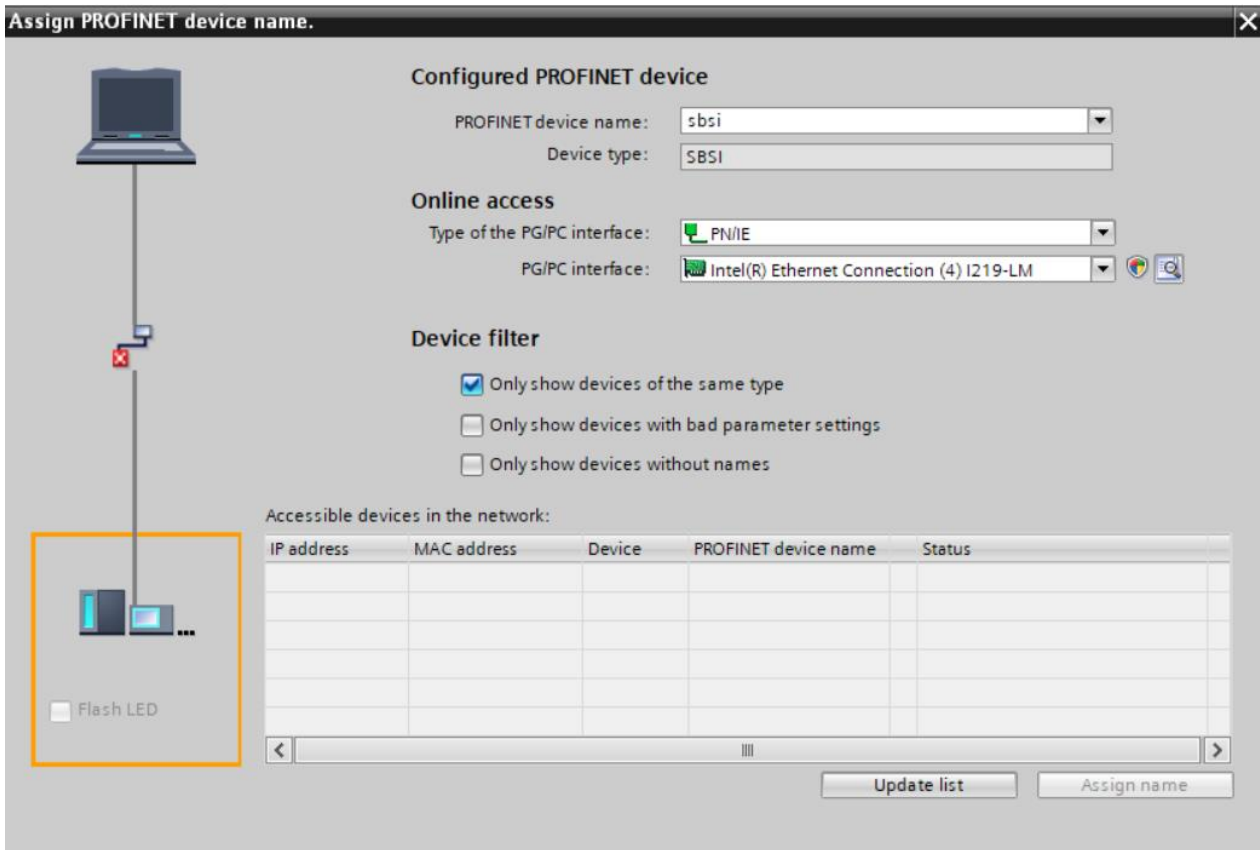 Assign PROFINET device name.
Configured PROFINET device
PROFINET device name: sbsi
Device type: SBSI
Online access
Type of the PG/PC interface: PN/IE
PG/PC interface: Intel(R) Ethernet Connection (4) I219-LM
Device filter
Only show devices of the same type
Only show devices with bad parameter settings
Only show devices without names
Accessible devices in the network:
IP address MAC address Device PROFINET device name Status
Flash LED
Update list Assign name